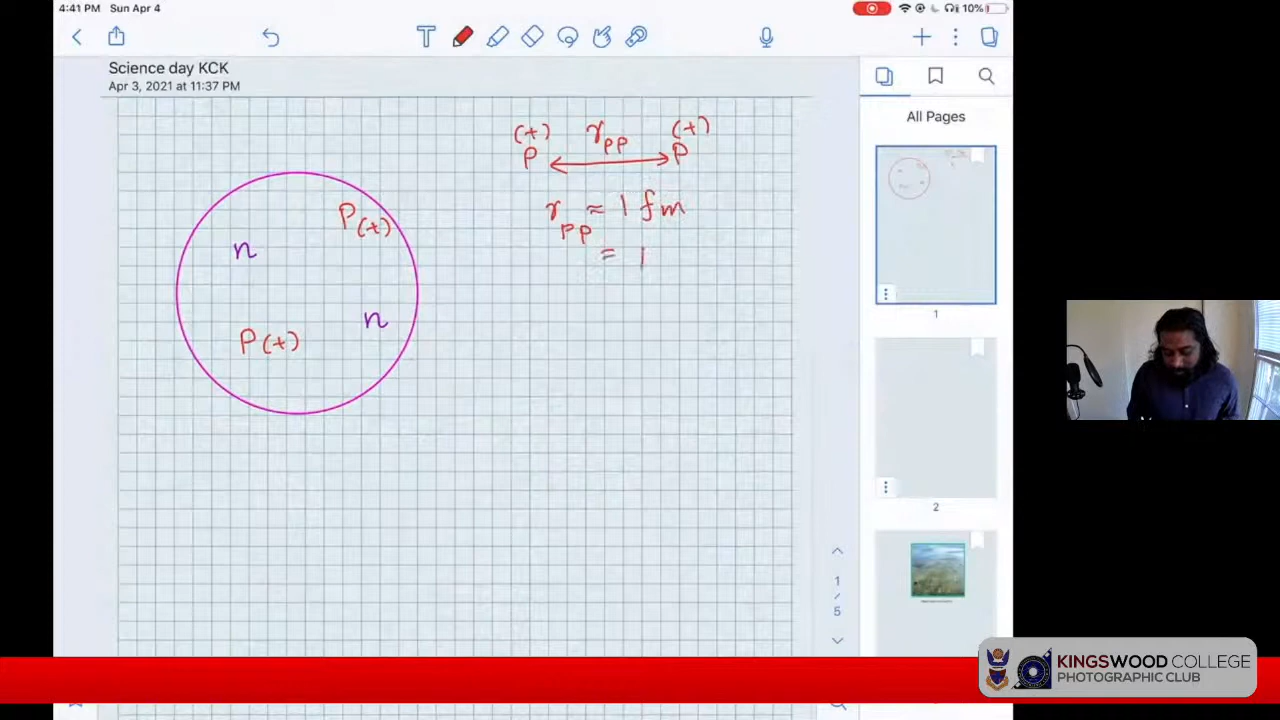 4:41 PM Sun Apr 4
10%
Science day KCK
Apr 3, 2021 at 11:37 PM
All Pages
(+) r_pp (+)
P P
r_pp ≈ 1 fm
= 1
P(+)
n
n
P(+)
1
2
1
/
5
KINGSWOOD COLLEGE
PHOTOGRAPHIC CLUB